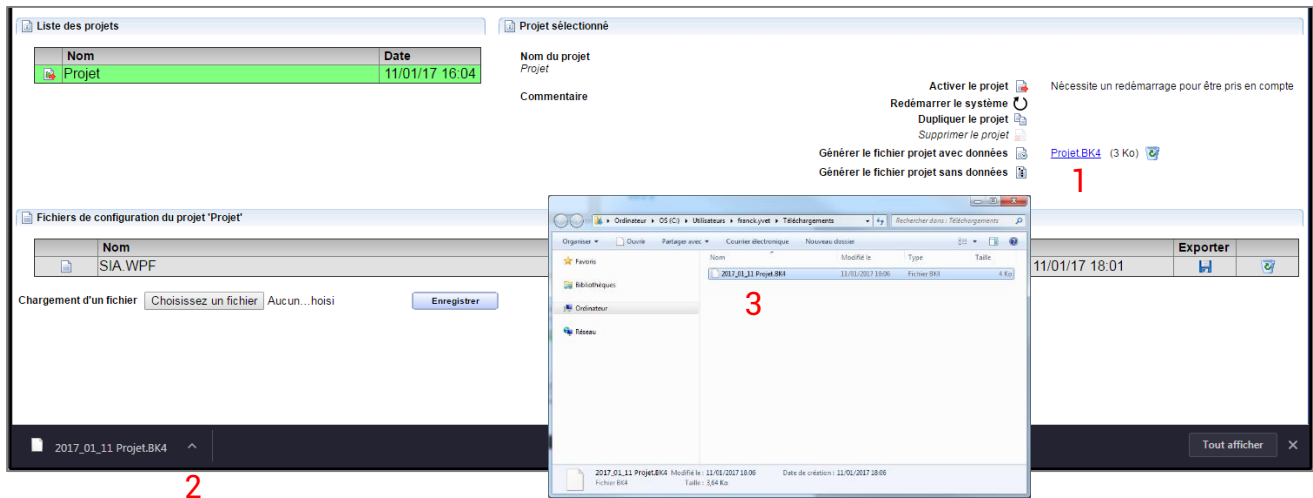 Liste des projets
Nom Date
Projet 11/01/17 16:04
Projet sélectionné
Nom du projet
Projet
Commentaire
Activer le projet Nécessite un redémarrage pour être pris en compte
Redémarrer le système
Dupliquer le projet
Supprimer le projet
Générer le fichier projet avec données Projet.BK4 (3 Ko)
Générer le fichier projet sans données
1
Fichiers de configuration du projet 'Projet'
Nom Exporter
SIA.WPF 11/01/17 18:01
Chargement d'un fichier Choisissez un fichier Aucun...hoisi Enregistrer
Ordinateur OS (C:) Utilisateurs franck.yvet Téléchargements Rechercher dans : Téléchargements
Organiser Ouvrir Partager avec Courrier électronique Nouveau dossier
Nom Modifié le Type Taille
Favoris
2017_01_11 Projet.BK4 11/01/2017 18:06 Fichier BK4 4 Ko
Bibliothèques
Ordinateur
Réseau
3
2017_01_11 Projet.BK4 Modifié le : 11/01/2017 18:06 Date de création : 11/01/2017 18:06
Fichier BK4 Taille : 3,64 Ko
2017_01_11 Projet.BK4 Tout afficher
2